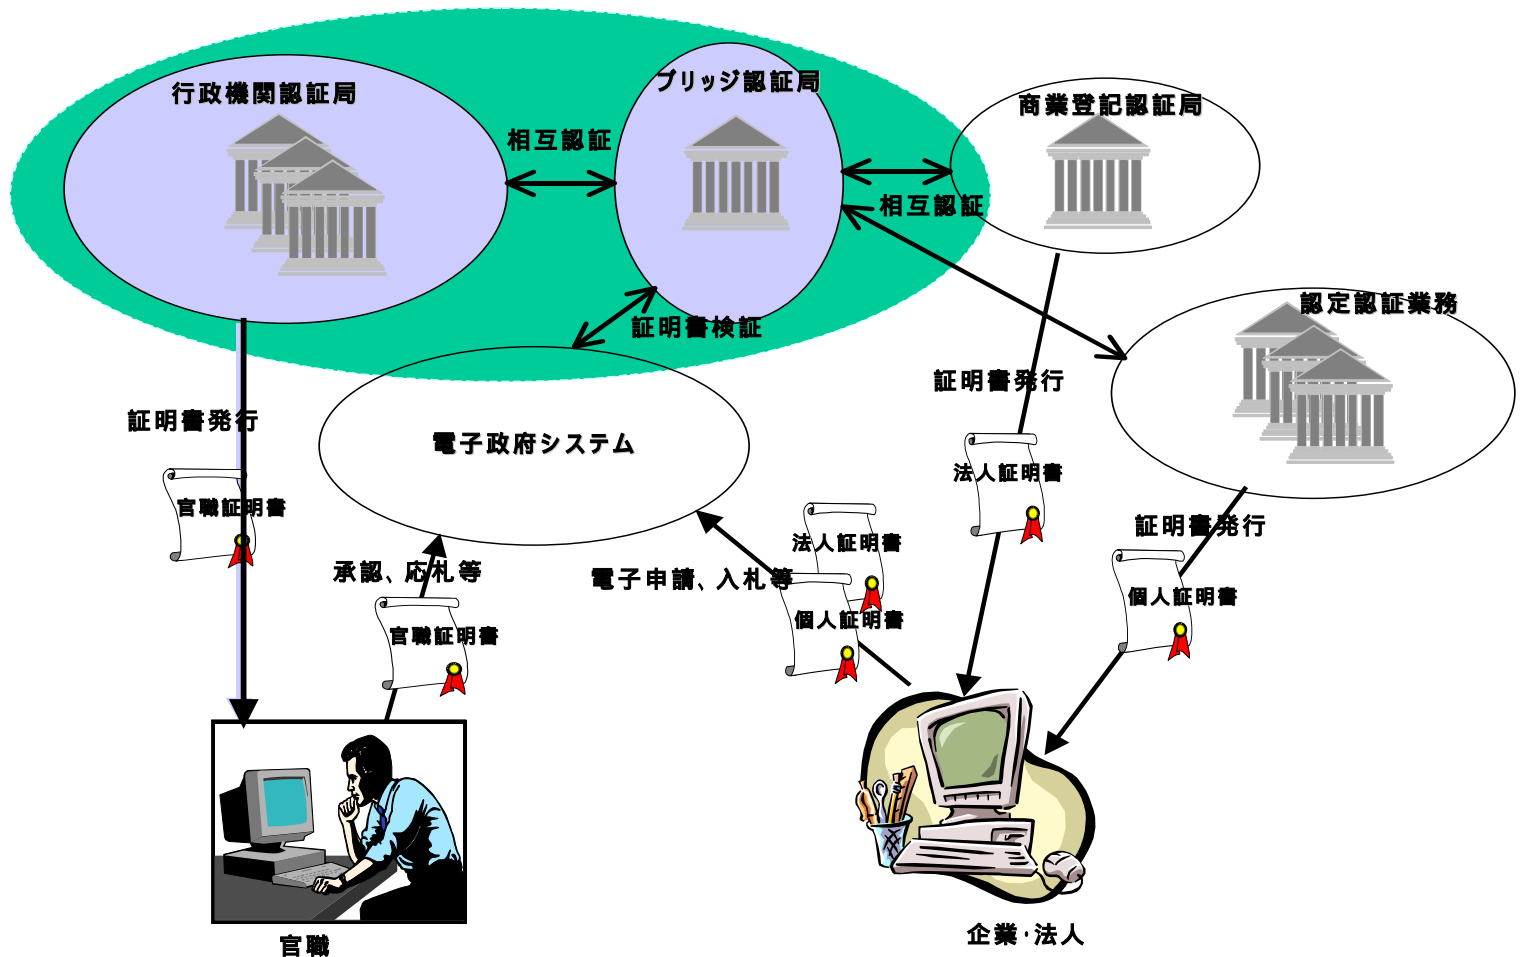 行政機関認証局
ブリッジ認証局
商業登記認証局
相互認証
相互認証
認定認証業務
証明書検証
証明書発行
証明書発行
電子政府システム
法人証明書
官職証明書
証明書発行
法人証明書
承認、応札等
電子申請、入札等
個人証明書
個人証明書
官職証明書
企業・法人
官職